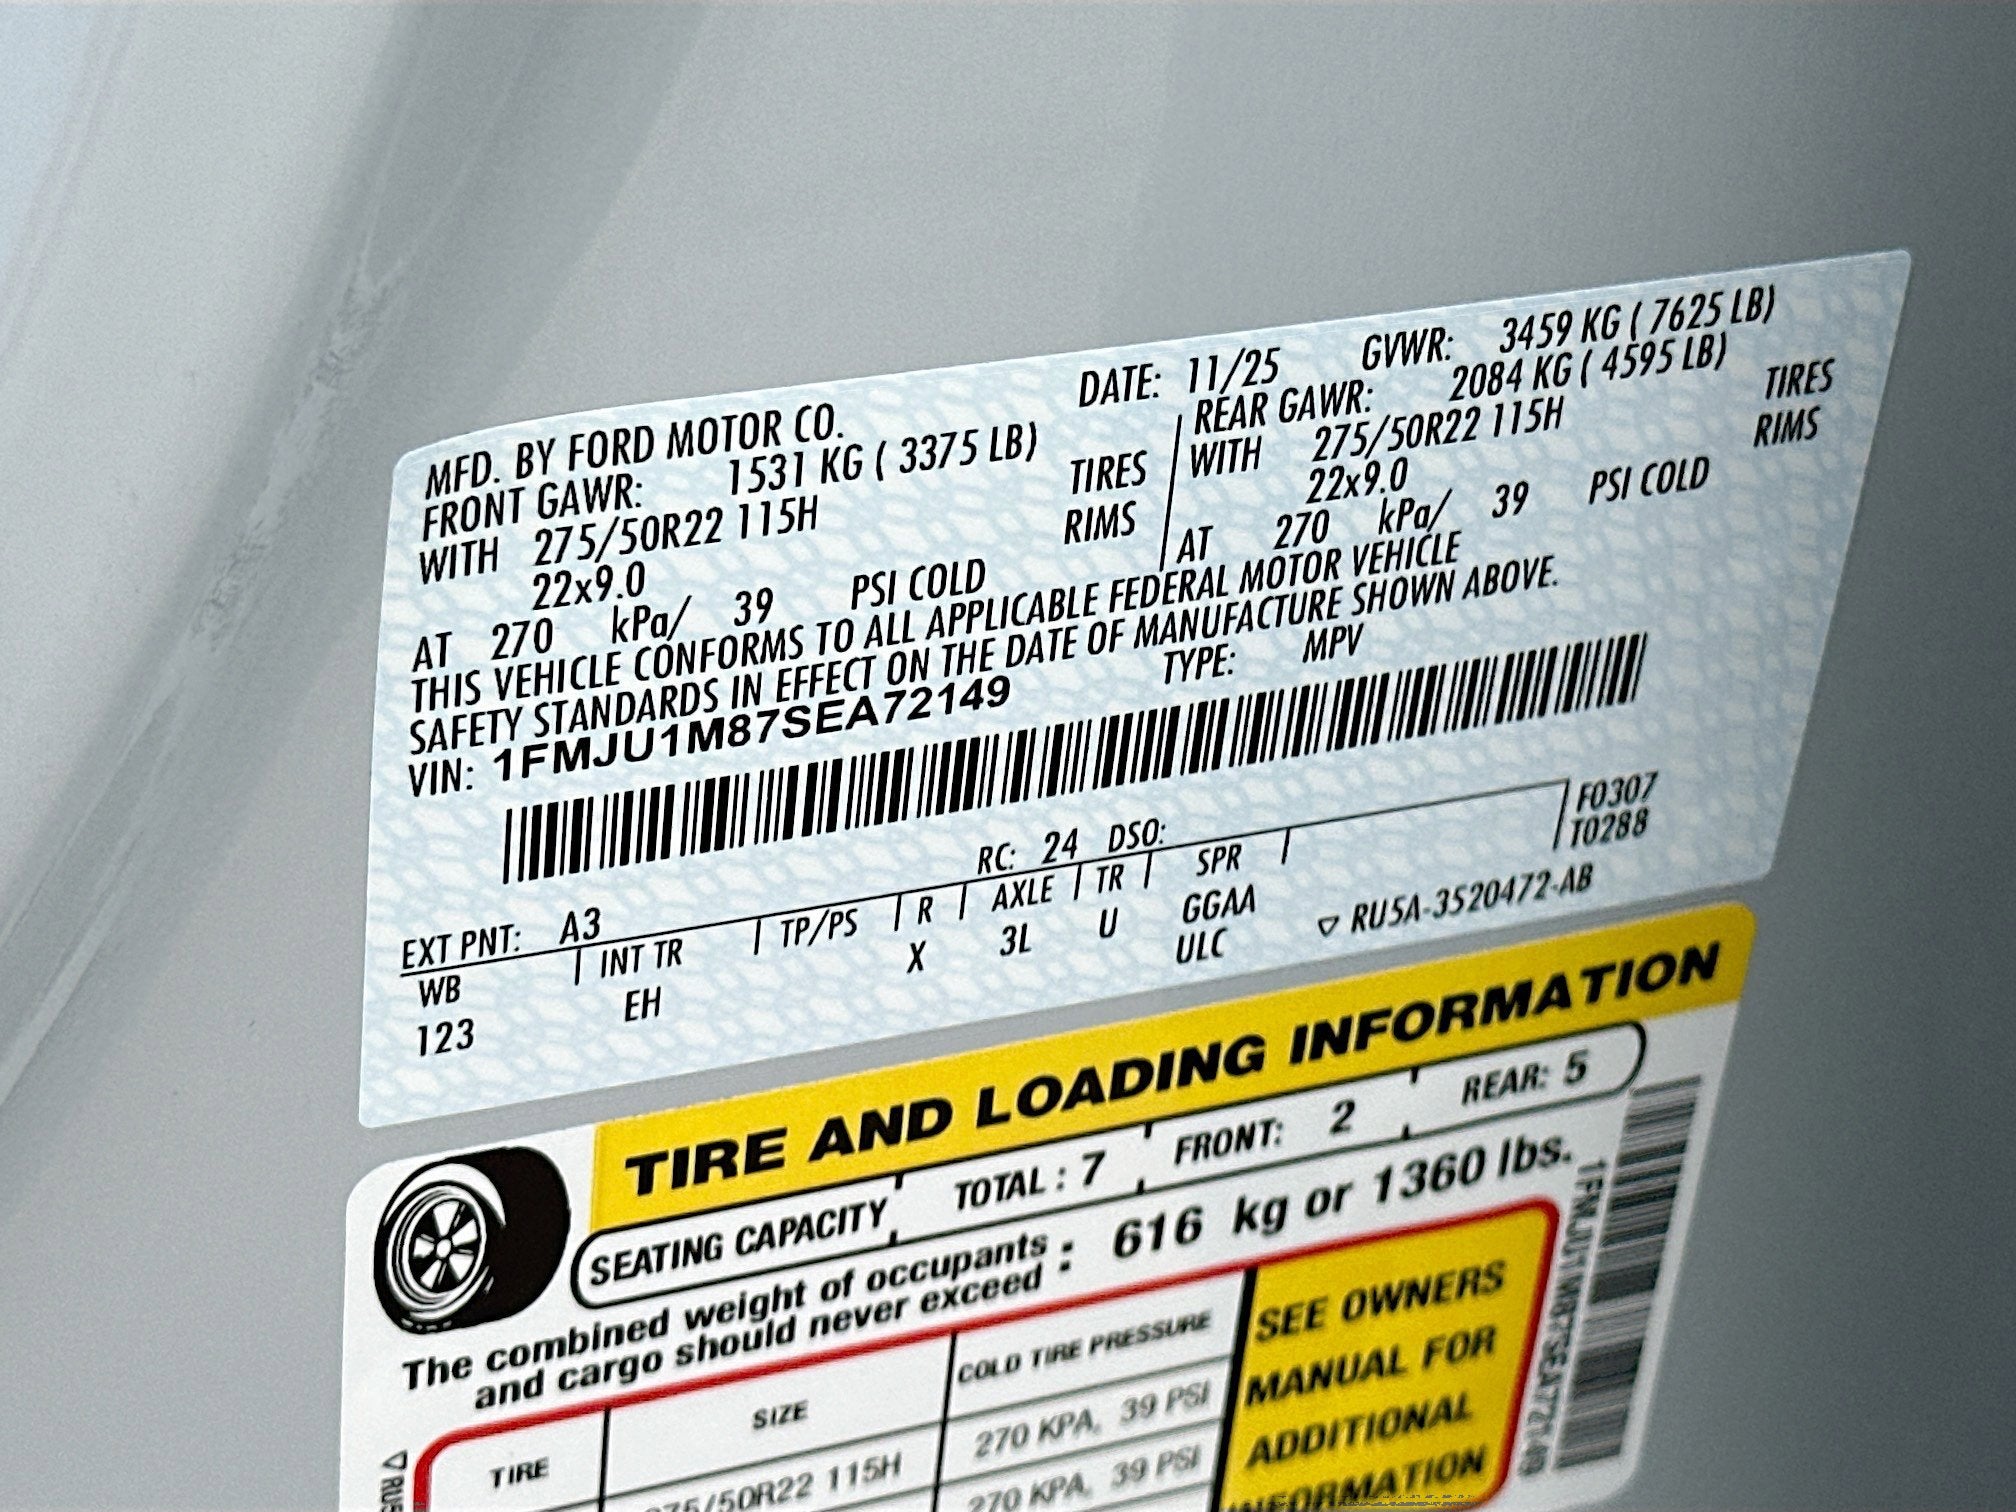 MFD. BY FORD MOTOR CO. DATE: 11/25 GVWR: 3459 KG ( 7625 LB)
FRONT GAWR: 1531 KG ( 3375 LB) REAR GAWR: 2084 KG ( 4595 LB)
WITH 275/50R22 115H TIRES WITH 275/50R22 115H TIRES
22x9.0 RIMS 22x9.0 RIMS
AT 270 kPa/ 39 PSI COLD AT 270 kPa/ 39 PSI COLD
THIS VEHICLE CONFORMS TO ALL APPLICABLE FEDERAL MOTOR VEHICLE
SAFETY STANDARDS IN EFFECT ON THE DATE OF MANUFACTURE SHOWN ABOVE.
VIN: 1FMJU1M87SEA72149 TYPE: MPV
F0307
T0288
EXT PNT: A3 RC: 24 DSO:
WB INT TR TP/PS R AXLE TR SPR
123 EH X 3L U GGAA
ULC
▽ RU5A-3520472-AB
TIRE AND LOADING INFORMATION
SEATING CAPACITY TOTAL : 7 FRONT: 2 REAR: 5
The combined weight of occupants
and cargo should never exceed : 616 kg or 1360 lbs.
TIRE SIZE COLD TIRE PRESSURE
/50R22 115H 270 KPA, 39 PSI
270 KPA, 39 PSI
SEE OWNERS
MANUAL FOR
ADDITIONAL
INFORMATION